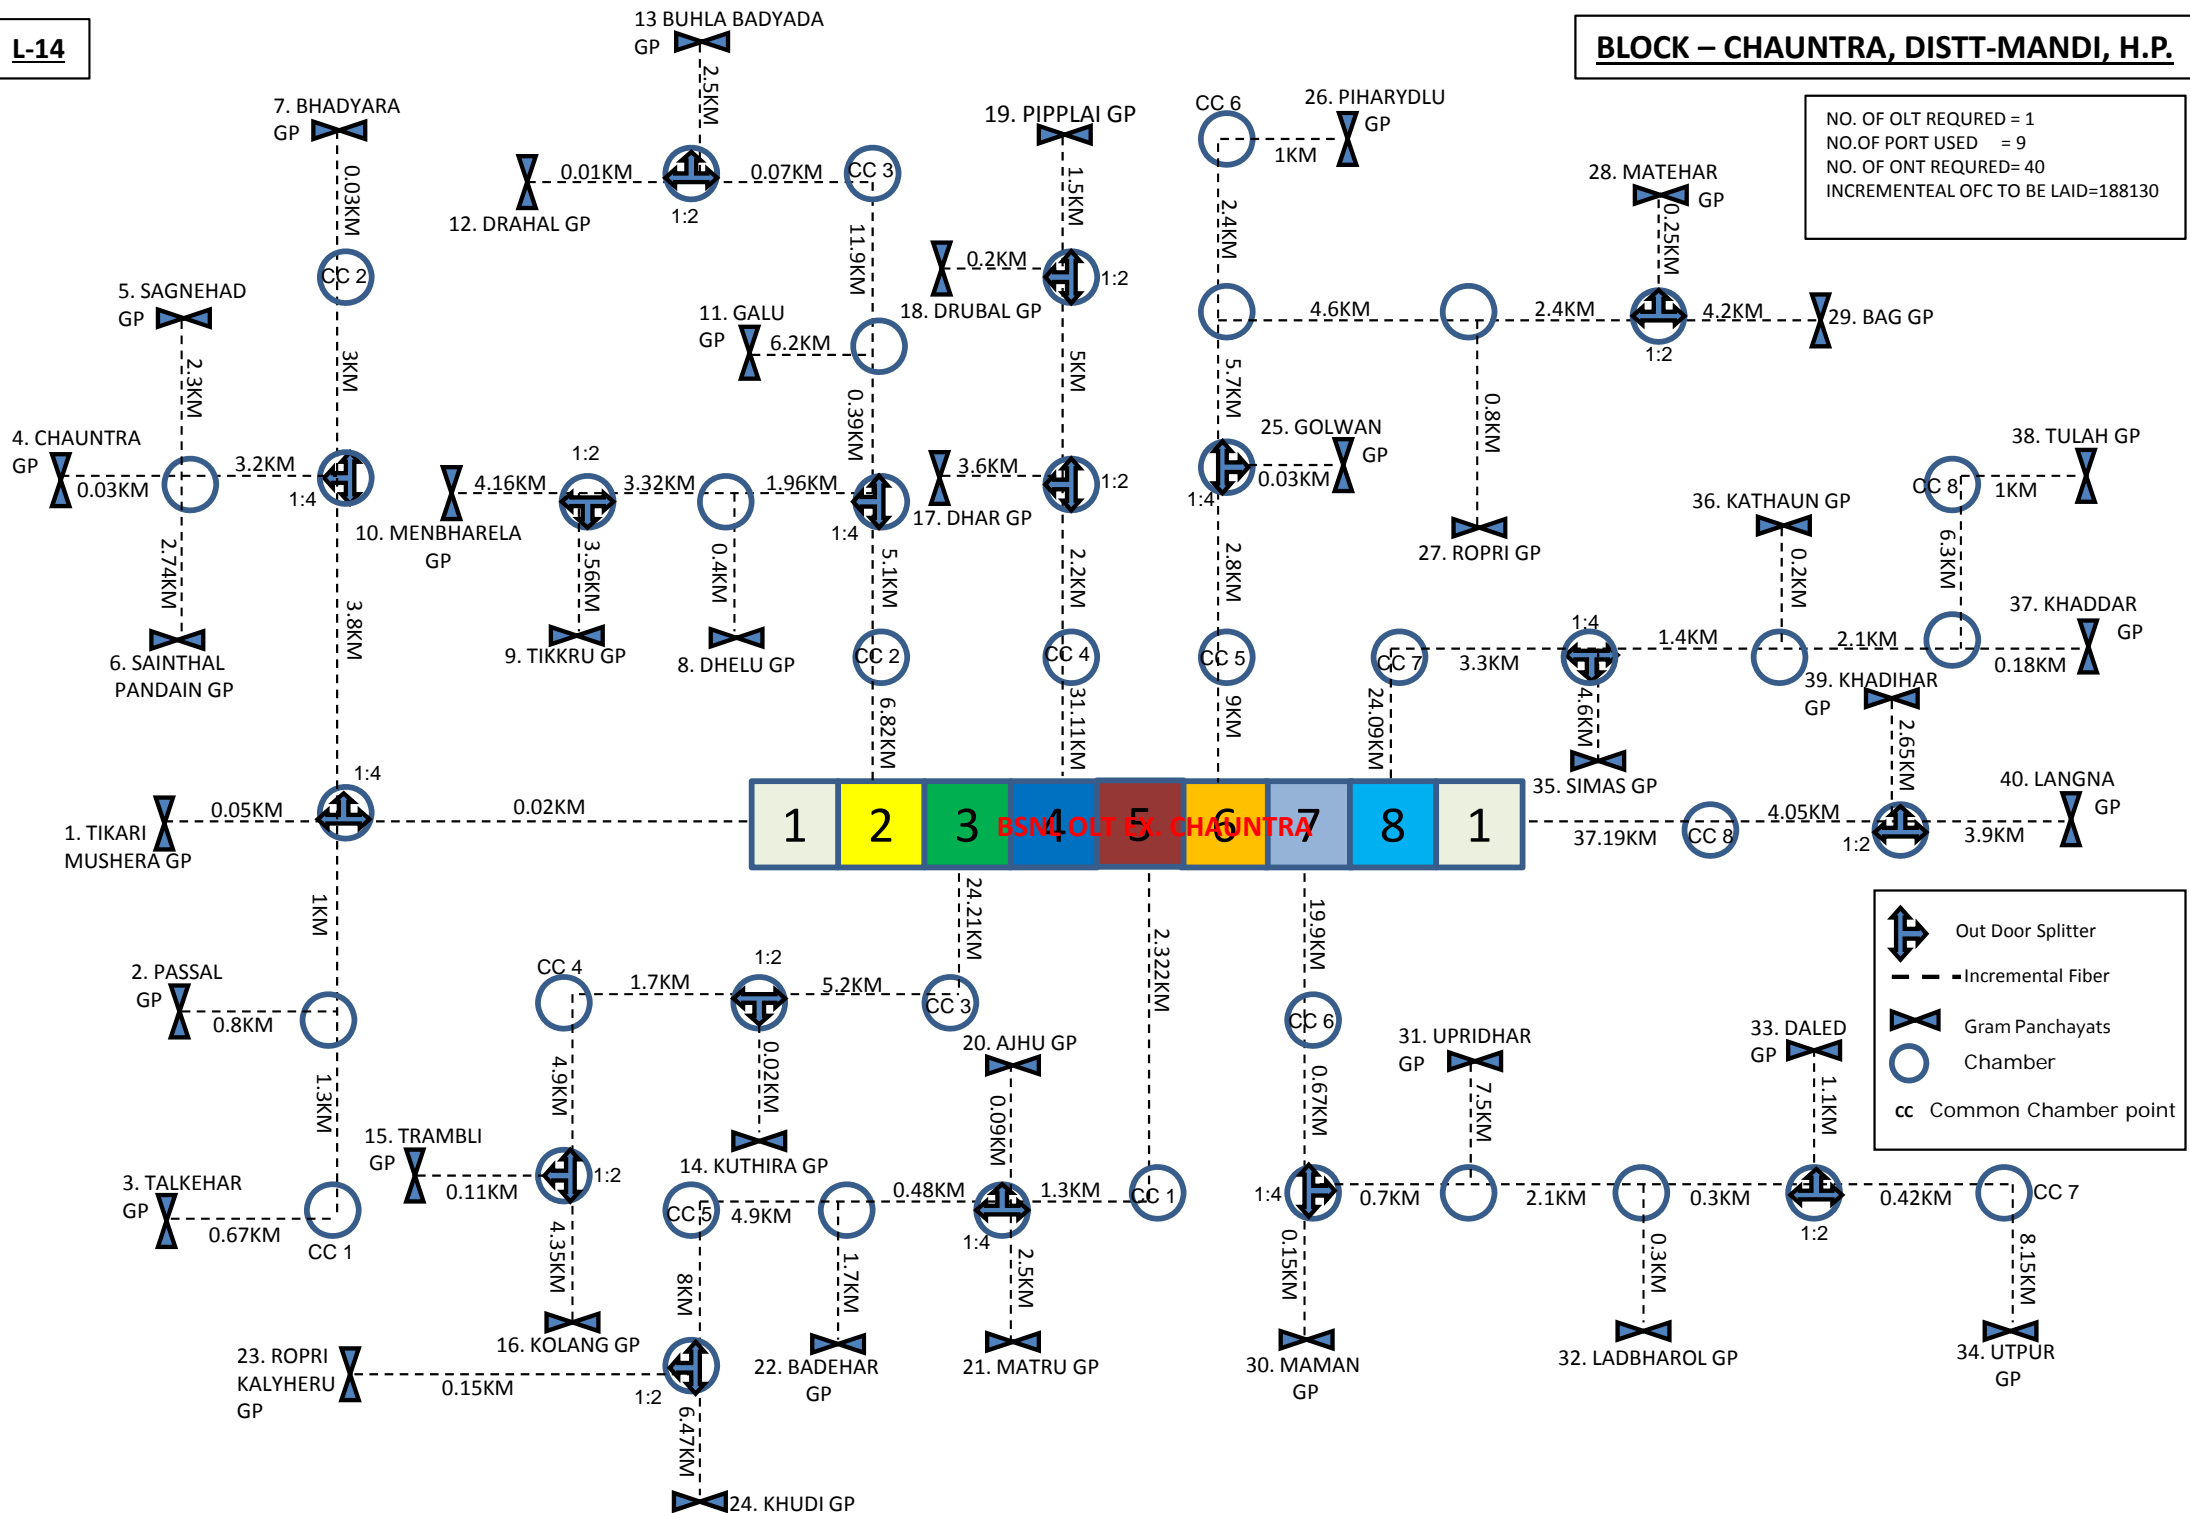 L-14
BLOCK – CHAUNTRA, DISTT-MANDI, H.P.
NO. OF OLT REQURED = 1
NO.OF PORT USED = 9
NO. OF ONT REQURED= 40
INCREMENTEAL OFC TO BE LAID=188130
13 BUHLA BADYADA
GP
2.5KM
7. BHADYARA
GP
0.03KM
CC 2
3KM
5. SAGNEHAD
GP
2.3KM
4. CHAUNTRA
GP
0.03KM
3.2KM
1:4
2.74KM
6. SAINTHAL
PANDAIN GP
3.8KM
12. DRAHAL GP
0.01KM
1:2
0.07KM
CC 3
11.9KM
11. GALU
GP
6.2KM
0.39KM
10. MENBHARELA
GP
4.16KM
1:2
3.32KM
1.96KM
1:4
3.56KM
9. TIKKRU GP
0.4KM
8. DHELU GP
5.1KM
CC 2
6.82KM
19. PIPPLAI GP
1.5KM
0.2KM
18. DRUBAL GP
1:2
5KM
3.6KM
17. DHAR GP
1:2
2.2KM
CC 4
31.11KM
CC 6
26. PIHARYDLU
GP
1KM
2.4KM
4.6KM
2.4KM
28. MATEHAR
GP
0.25KM
1:2
4.2KM
29. BAG GP
0.8KM
27. ROPRI GP
5.7KM
25. GOLWAN
GP
0.03KM
1:4
2.8KM
CC 5
9KM
38. TULAH GP
CC 8
1KM
6.3KM
36. KATHAUN GP
0.2KM
37. KHADDAR
GP
0.18KM
2.1KM
1.4KM
1:4
3.3KM
CC 7
24.09KM
4.6KM
35. SIMAS GP
39. KHADIHAR
GP
2.65KM
40. LANGNA
GP
3.9KM
1:2
4.05KM
CC 8
37.19KM
1:4
0.05KM
0.02KM
1. TIKARI
MUSHERA GP
1 2 3 4 5 6 7 8 1
BSNL OLT EX. CHAUNTRA
1KM
2. PASSAL
GP
0.8KM
1.3KM
3. TALKEHAR
GP
0.67KM
CC 1
24.21KM
CC 3
5.2KM
1:2
1.7KM
CC 4
0.02KM
14. KUTHIRA GP
4.9KM
15. TRAMBLI
GP
0.11KM
1:2
4.35KM
16. KOLANG GP
2.322KM
CC 1
1.3KM
20. AJHU GP
0.09KM
1:4
2.5KM
21. MATRU GP
0.48KM
1.7KM
22. BADEHAR
GP
4.9KM
CC 5
8KM
23. ROPRI
KALYHERU
GP
0.15KM
1:2
6.47KM
24. KHUDI GP
19.9KM
CC 6
0.67KM
1:4
0.15KM
30. MAMAN
GP
0.7KM
31. UPRIDHAR
GP
7.5KM
2.1KM
0.3KM
32. LADBHAROL GP
0.3KM
33. DALED
GP
1.1KM
1:2
0.42KM
CC 7
8.15KM
34. UTPUR
GP
Out Door Splitter
Incremental Fiber
Gram Panchayats
Chamber
cc Common Chamber point